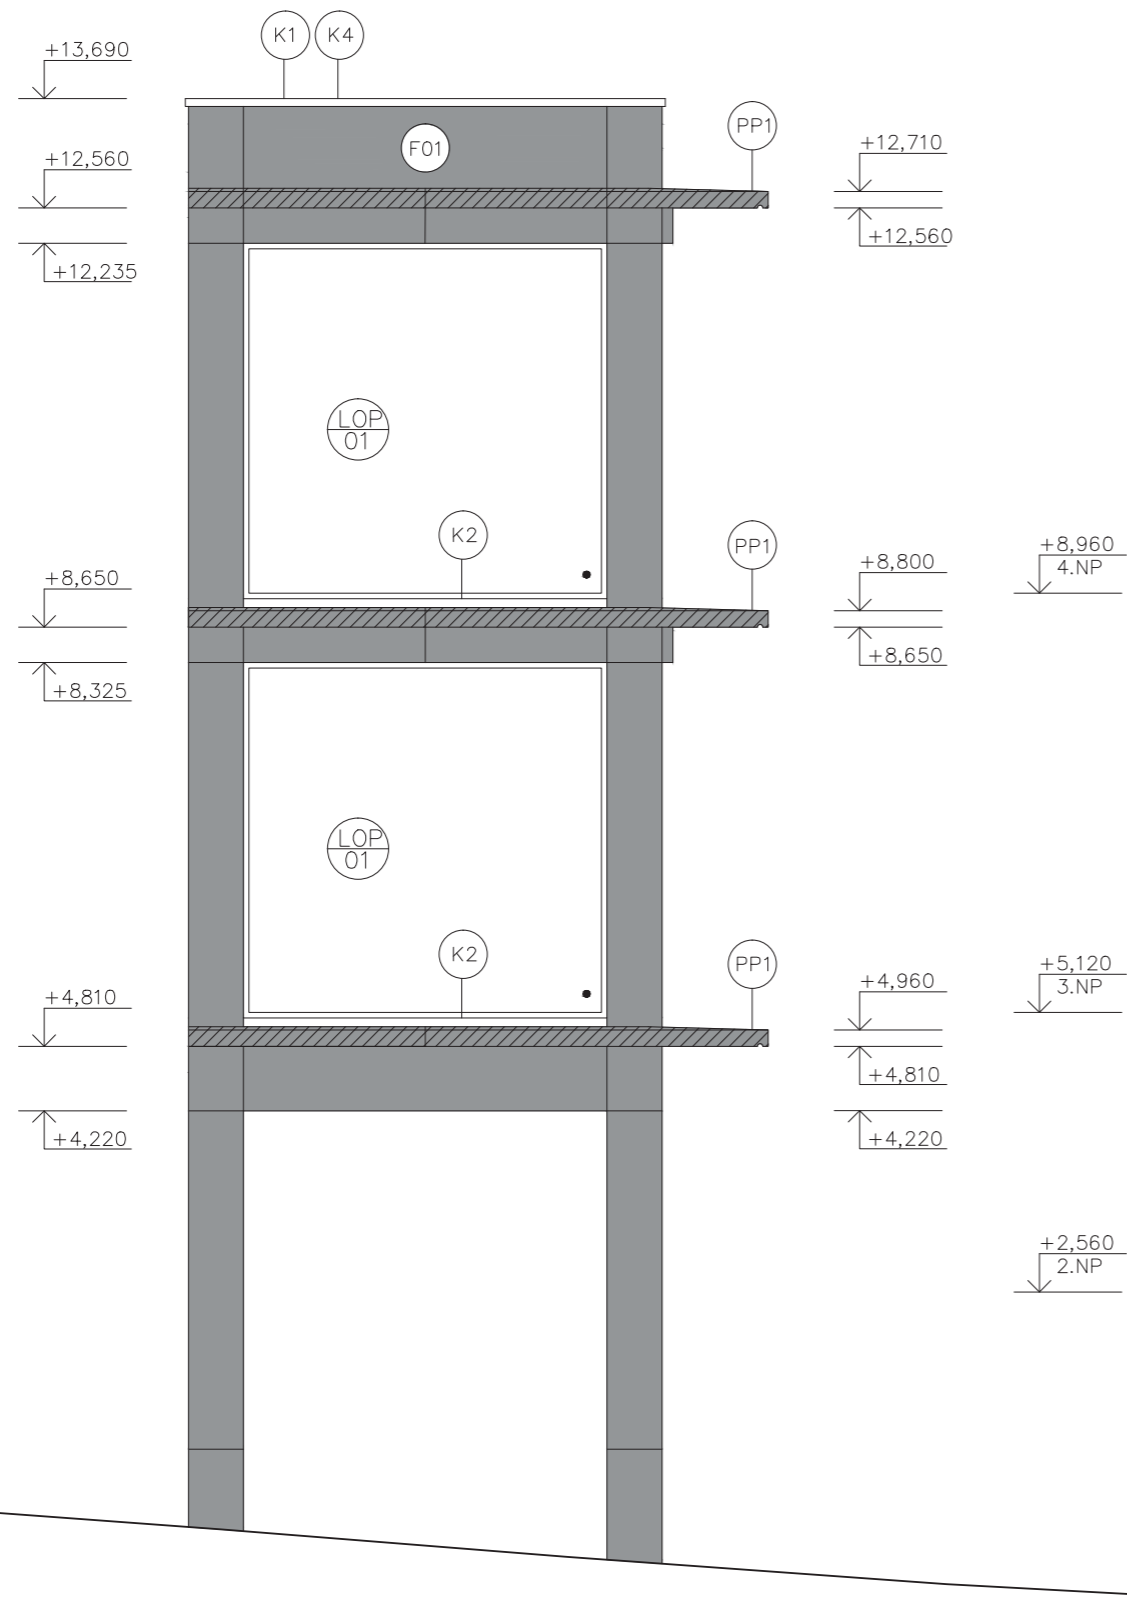 K1
K4
+13,690
PP1
F01
+12,710
+12,560
+12,560
+12,235
LOP
01
K2
PP1
+8,960
4.NP
+8,800
+8,650
+8,650
+8,325
LOP
01
K2
PP1
+5,120
3.NP
+4,960
+4,810
+4,810
+4,220
+4,220
+2,560
2.NP